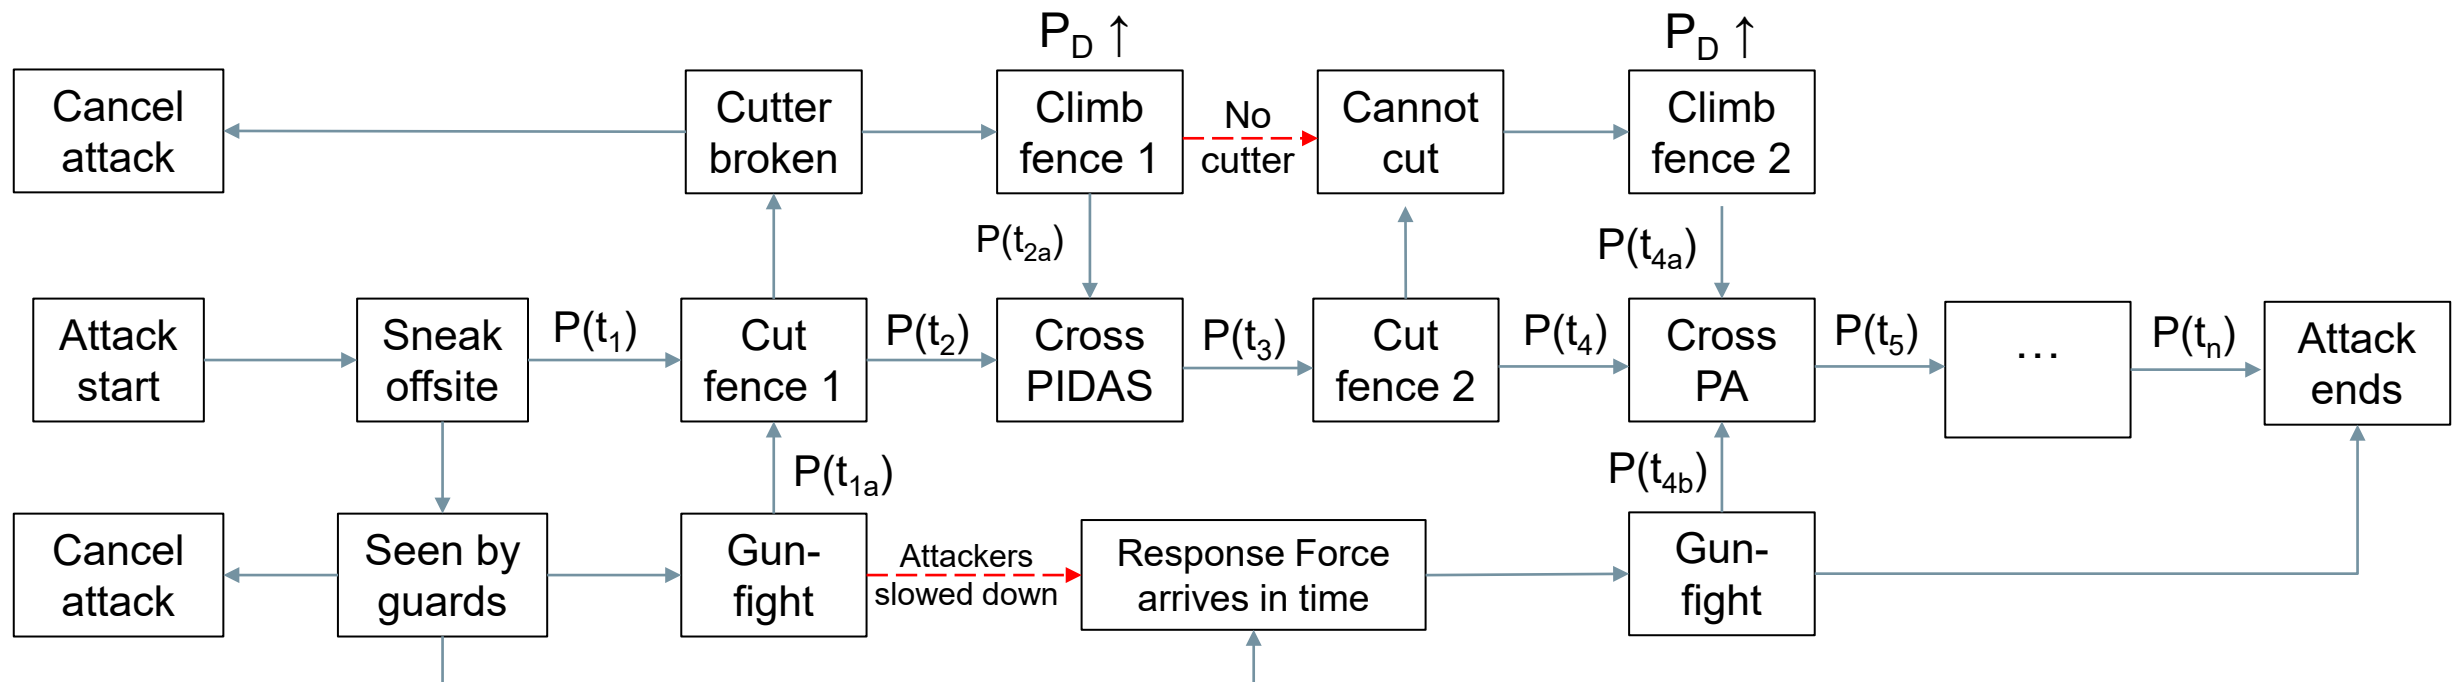 P_D ↑
P_D ↑
Cancel
attack
Cutter
broken
Climb
fence 1
No
cutter
Cannot
cut
Climb
fence 2
P(t_2a)
P(t_4a)
Attack
start
Sneak
offsite
P(t_1)
Cut
fence 1
P(t_2)
Cross
PIDAS
P(t_3)
Cut
fence 2
P(t_4)
Cross
PA
P(t_5)
...
P(t_n)
Attack
ends
P(t_1a)
P(t_4b)
Cancel
attack
Seen by
guards
Gun-
fight
Attackers
slowed down
Response Force
arrives in time
Gun-
fight